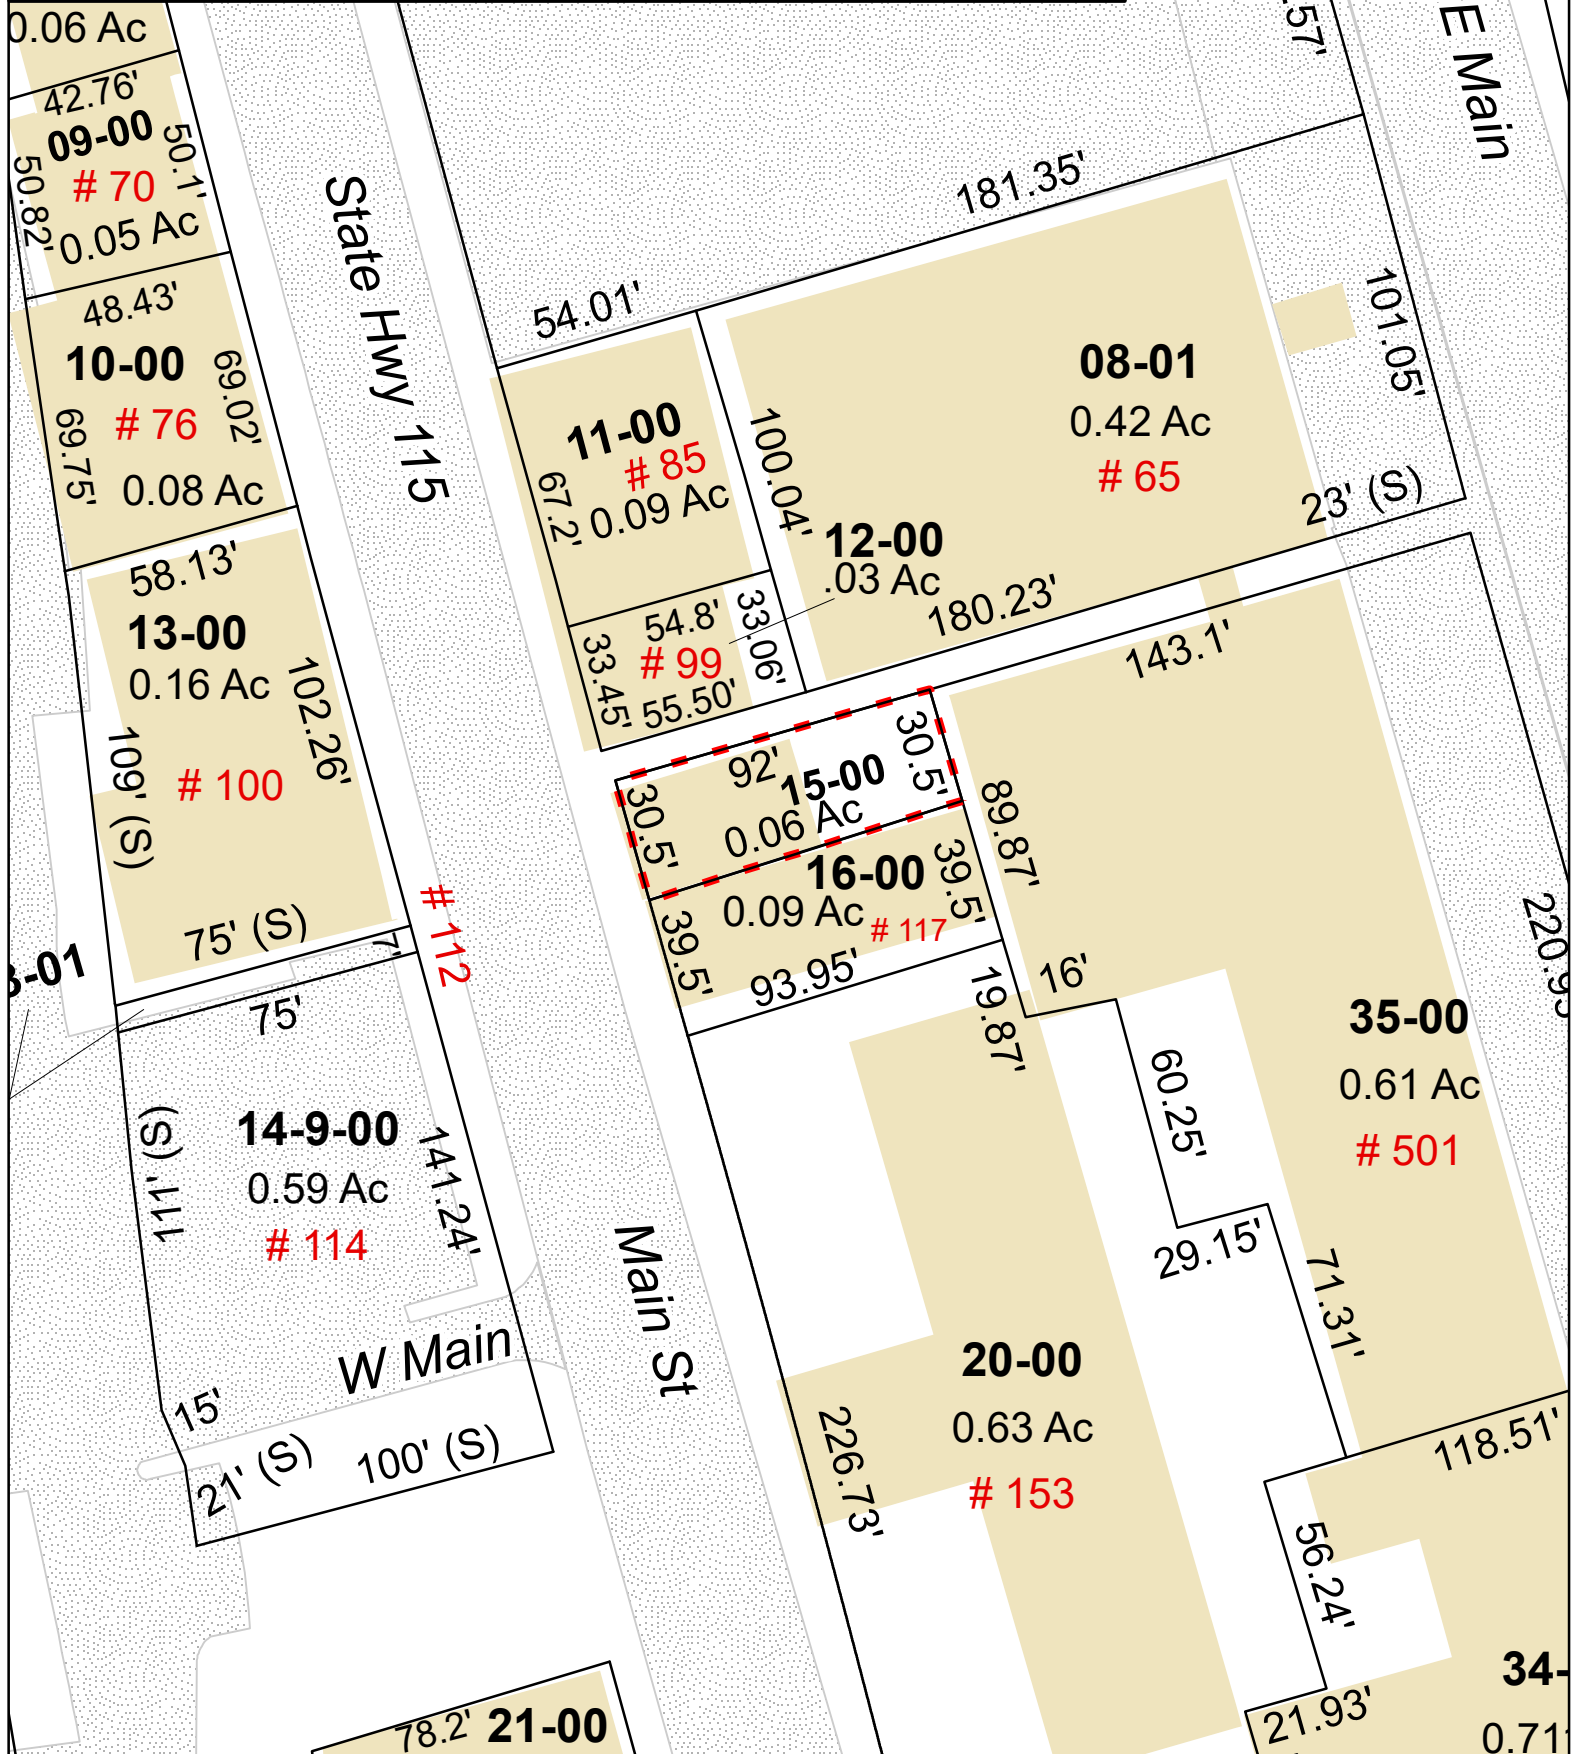 0.06 Ac
42.76'
09-00
50.1'
50.82'
# 70
0.05 Ac
48.43'
10-00
69.02'
# 76
69.75'
0.08 Ac
58.13'
13-00
0.16 Ac
102.26'
109' (S)
# 100
75' (S)
7'
# 112
75'
111' (S)
14-9-00
0.59 Ac
141.24'
# 114
W Main
15'
21' (S)
100' (S)
78.2'
21-00
State Hwy 115
Main St
E Main
181.35'
54.01'
11-00
# 85
67.2'
0.09 Ac
100.04'
08-01
0.42 Ac
# 65
101.05'
23' (S)
12-00
.03 Ac
180.23'
54.8'
33.06'
# 99
33.45'
55.50'
143.1'
92'
15-00
30.5'
30.5'
0.06 Ac
89.87'
16-00
39.5'
0.09 Ac
# 117
39.5'
93.95'
19.87'
16'
35-00
0.61 Ac
# 501
60.25'
29.15'
71.31'
20-00
0.63 Ac
# 153
226.73'
118.51'
56.24'
21.93'